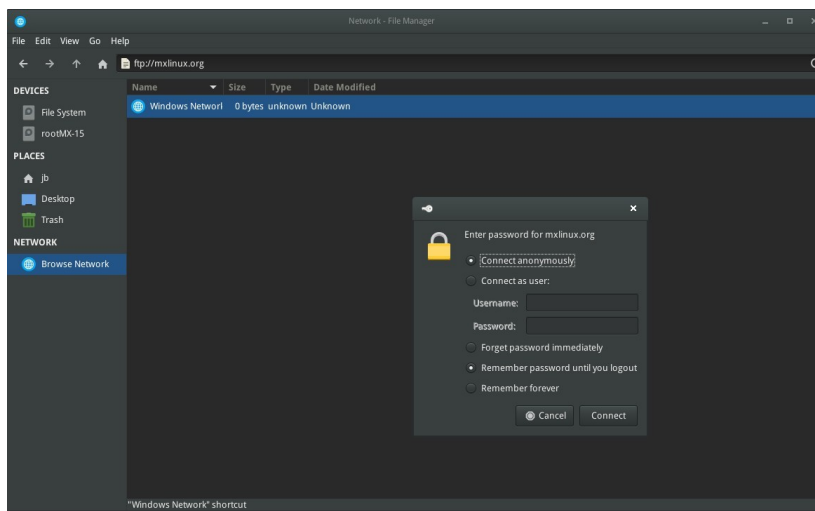 Network - File Manager
File Edit View Go Help
ftp://mxlinux.org
DEVICES
File System
rootMX-15
PLACES
jb
Desktop
Trash
NETWORK
Browse Network
Name Size Type Date Modified
Windows Networl 0 bytes unknown Unknown
Enter password for mxlinux.org
Connect anonymously
Connect as user:
Username:
Password:
Forget password immediately
Remember password until you logout
Remember forever
Cancel Connect
"Windows Network" shortcut